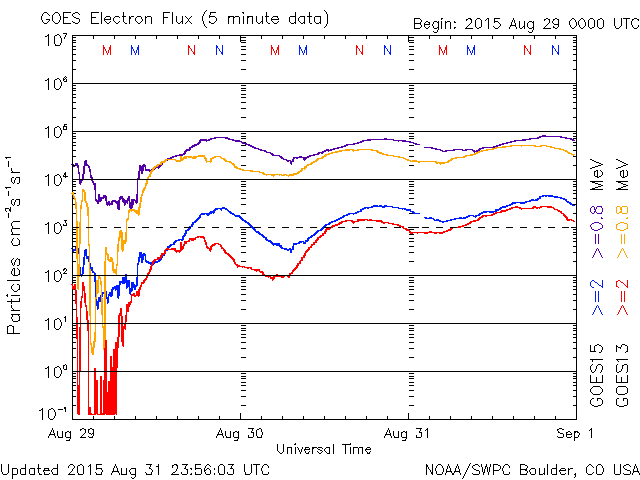 GOES Electron Flux (5 minute data)
Begin: 2015 Aug 29 0000 UTC
M M N N M M N N M M N N
10⁷
10⁶
10⁵
10⁴
10³
10²
10¹
10⁰
10⁻¹
Particles cm⁻²s⁻¹sr⁻¹
Aug 29 Aug 30 Aug 31 Sep 1
Universal Time
GOES15 >=2 >=0.8 MeV
GOES13 >=2 >=0.8 MeV
Updated 2015 Aug 31 23:56:03 UTC
NOAA/SWPC Boulder, CO USA